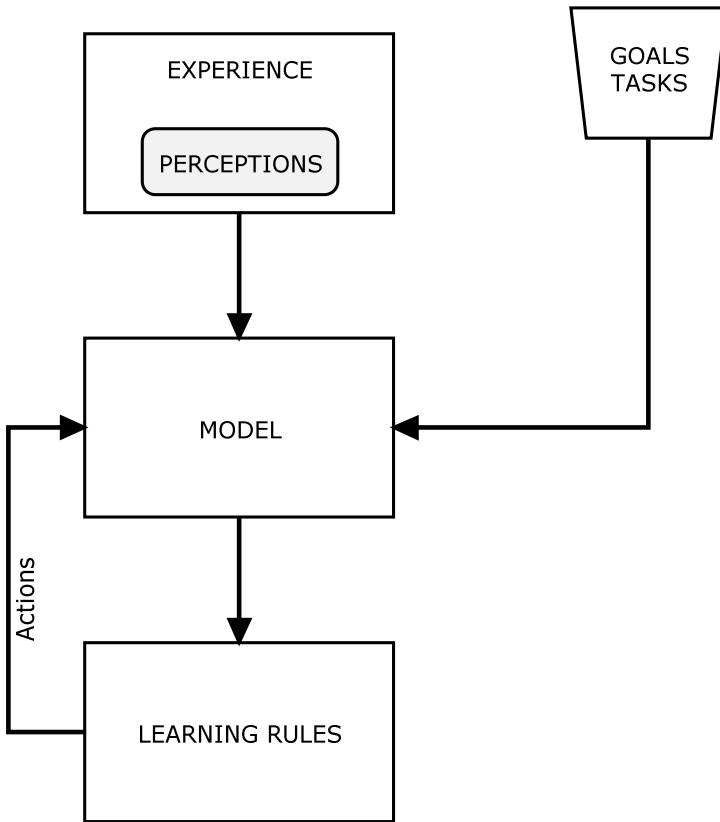 EXPERIENCE
PERCEPTIONS
GOALS
TASKS
MODEL
Actions
LEARNING RULES